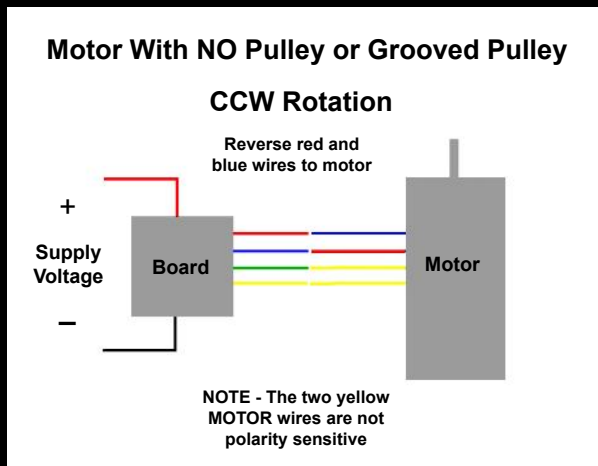 Motor With NO Pulley or Grooved Pulley
CCW Rotation
Reverse red and
blue wires to motor
+
Supply
Voltage
–
Board
Motor
NOTE - The two yellow
MOTOR wires are not
polarity sensitive